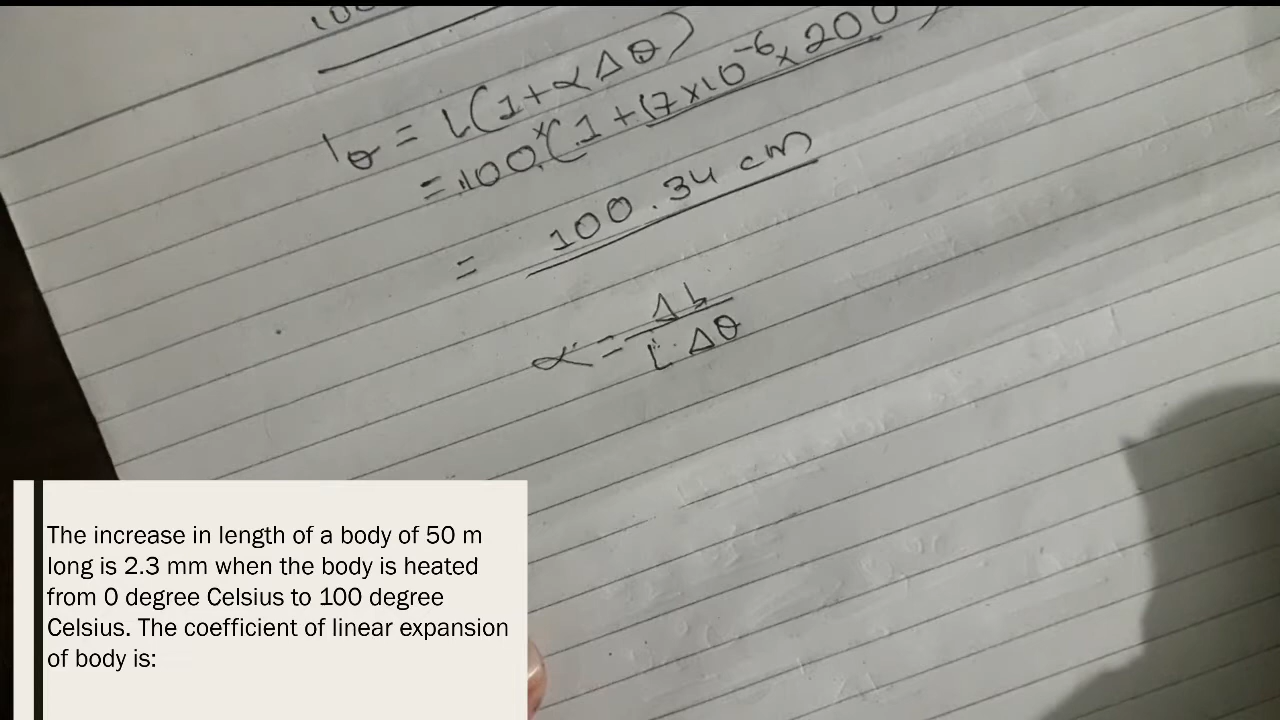 100
lθ = L(1+αΔθ)
= 100×(1+17×10⁻⁶×200)
= 100.34 cm
α = ΔL / L·Δθ
The increase in length of a body of 50 m
long is 2.3 mm when the body is heated
from 0 degree Celsius to 100 degree
Celsius. The coefficient of linear expansion
of body is: